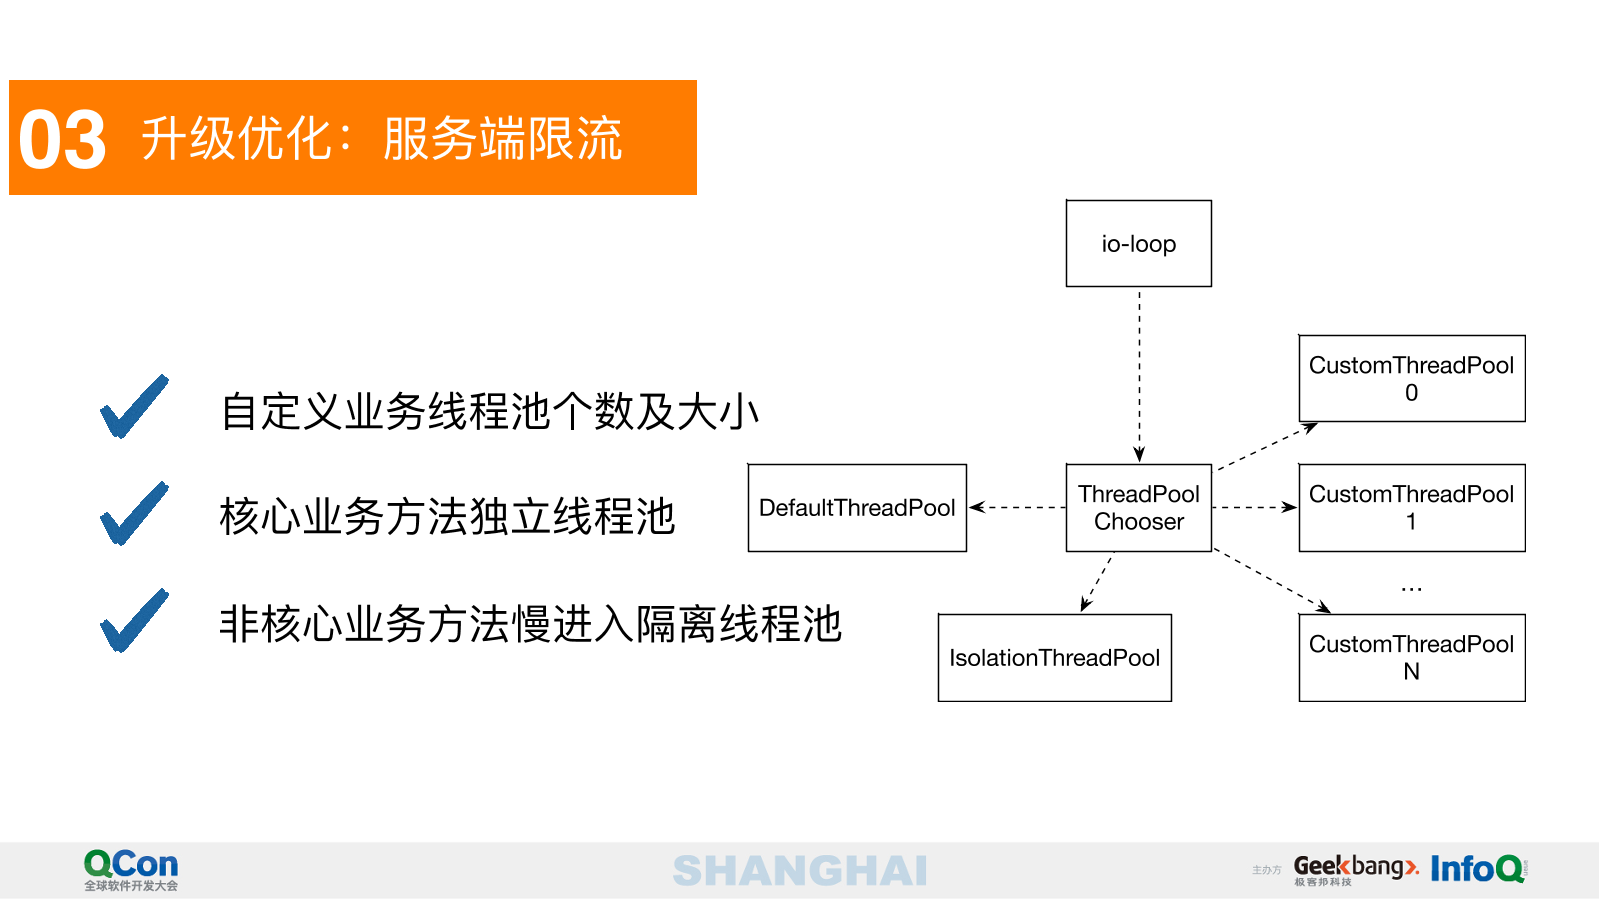 03 升级优化：服务端限流
自定义业务线程池个数及大小
核心业务方法独立线程池
非核心业务方法慢进入隔离线程池
io-loop
CustomThreadPool
0
DefaultThreadPool
ThreadPool
Chooser
CustomThreadPool
1
...
IsolationThreadPool
CustomThreadPool
N
QCon
全球软件开发大会
SHANGHAI
主办方
Geekbang>.
极客邦科技
InfoQ